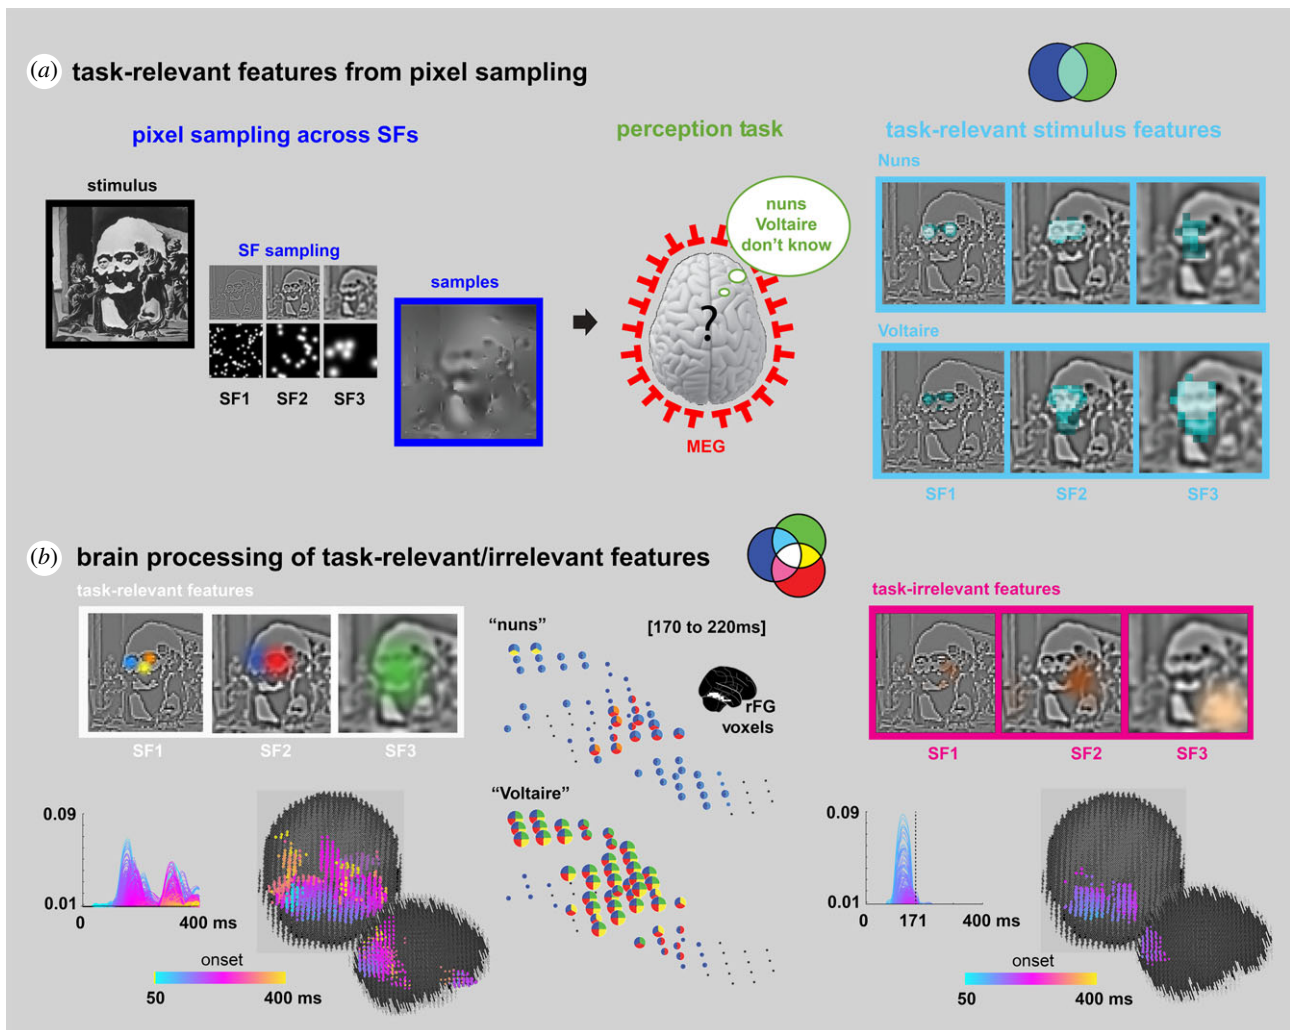 (a) task-relevant features from pixel sampling
pixel sampling across SFs
perception task
task-relevant stimulus features
stimulus
SF sampling
SF1 SF2 SF3
samples
nuns
Voltaire
don't know
?
MEG
Nuns
Voltaire
SF1 SF2 SF3
(b) brain processing of task-relevant/irrelevant features
task-relevant features
SF1 SF2 SF3
"nuns"
[170 to 220ms]
rFG
voxels
"Voltaire"
task-irrelevant features
SF1 SF2 SF3
0.09
0.01
0 400 ms
onset
50 400 ms
0.09
0.01
0 171 400 ms
onset
50 400 ms